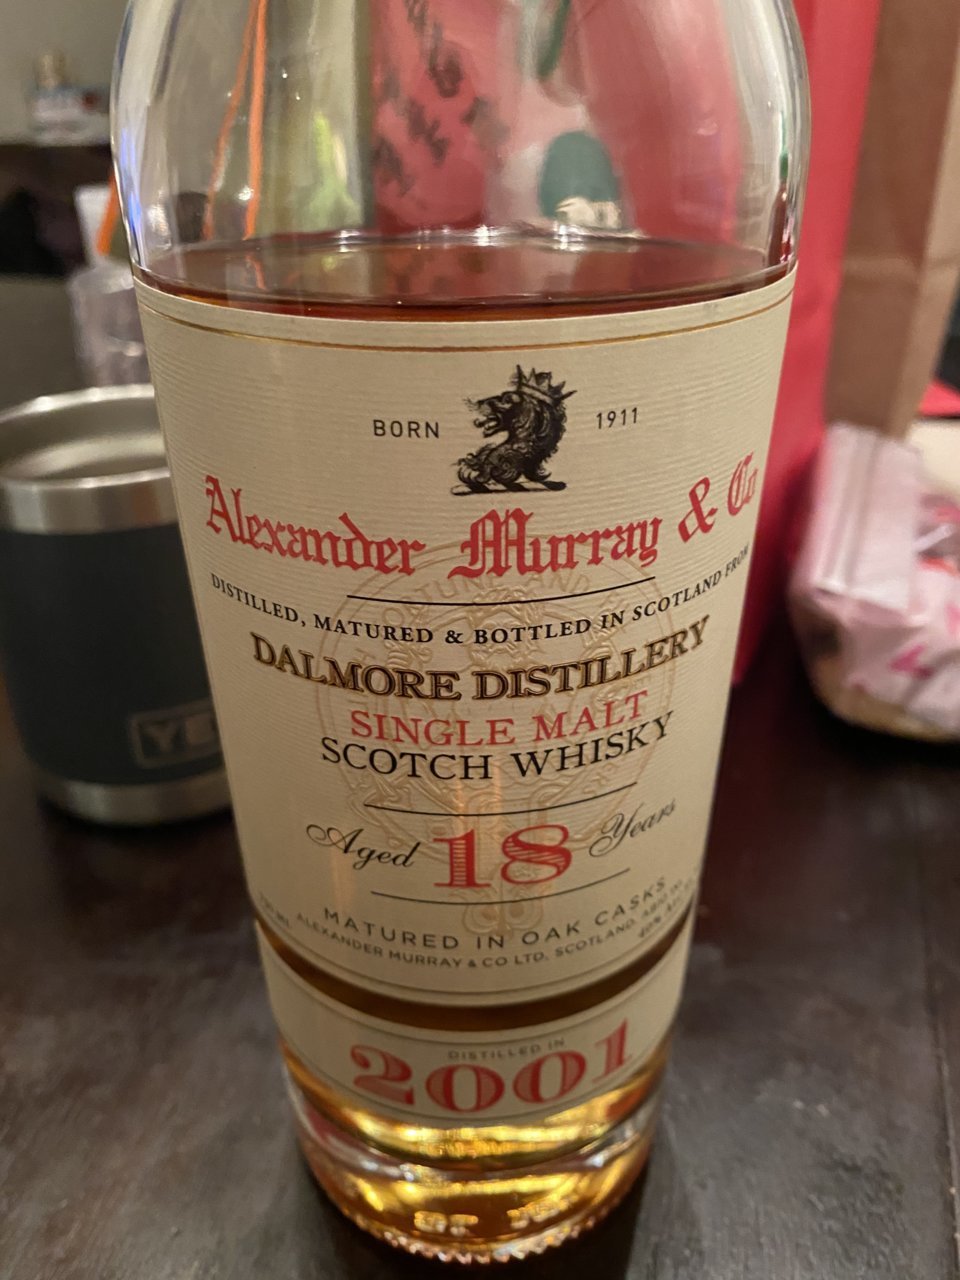 BORN 1911
Alexander Murray & Co
DISTILLED, MATURED & BOTTLED IN SCOTLAND FROM
DALMORE DISTILLERY
SINGLE MALT
SCOTCH WHISKY
Aged 18 Years
MATURED IN OAK CASKS
ALEXANDER MURRAY & CO LTD, SCOTLAND,
DISTILLED IN
2001
YE